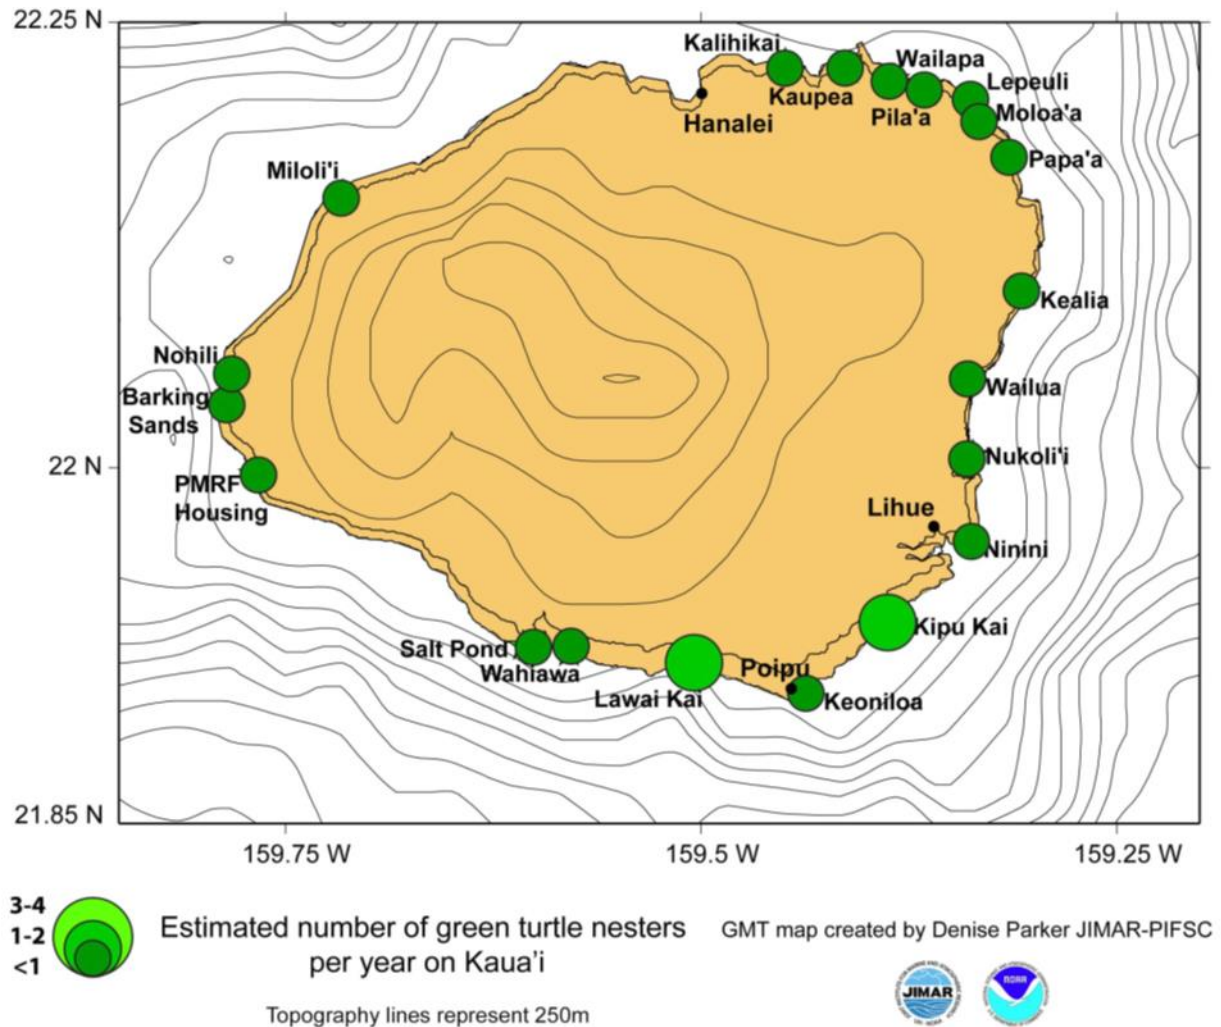 22.25 N
Kalihikai
Wailapa
Lepeuli
Kaupea
Pila'a
Moloa'a
Hanalei
Papa'a
Miloli'i
Kealia
Nohili
Barking
Sands
Wailua
22 N
Nukoli'i
PMRF
Housing
Lihue
Ninini
Kipu Kai
Salt Pond
Wahiawa
Poipu
Lawai Kai
Keoniloa
21.85 N
159.75 W
159.5 W
159.25 W
3-4
1-2
<1
Estimated number of green turtle nesters
per year on Kaua'i
GMT map created by Denise Parker JIMAR-PIFSC
JIMAR
NOAA
Topography lines represent 250m